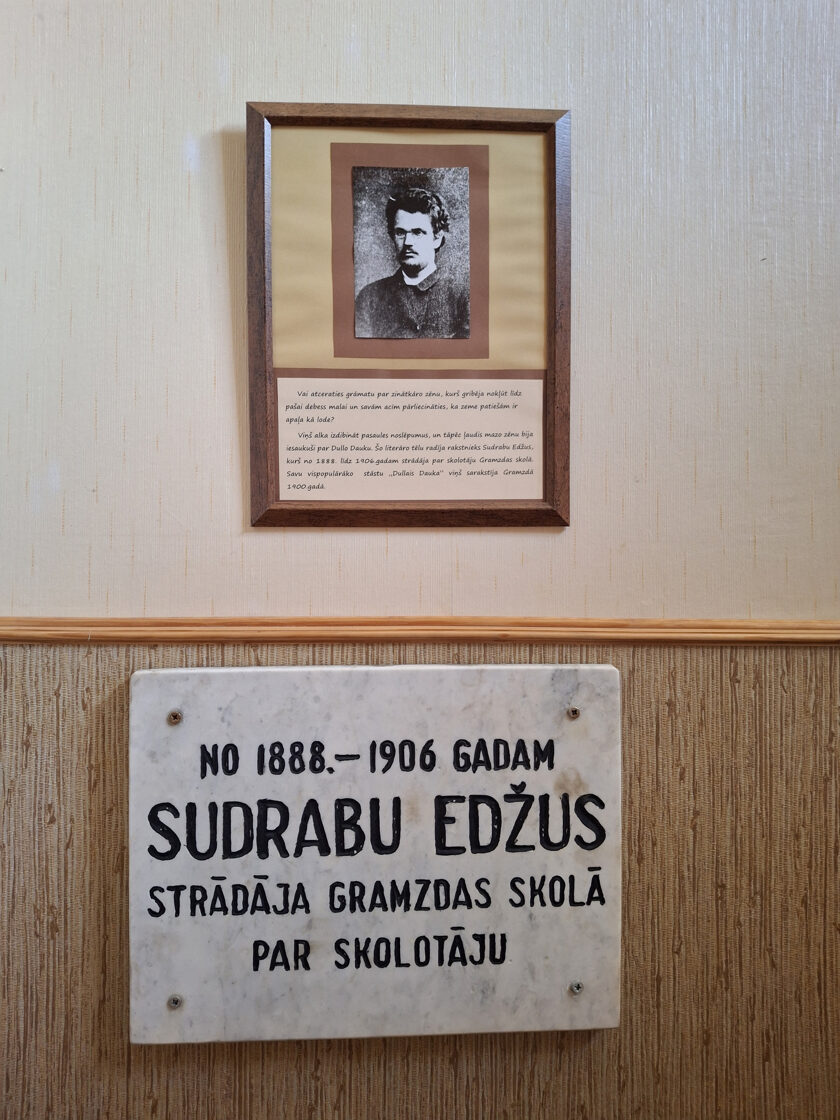 Vai atceraties grāmatu par zinātkāro zēnu, kurš gribēja nokļūt līdz
pašai debess malai un savām acīm pārliecināties, ka zeme patiešām ir
apaļa kā lode?
Viņš alka izdibināt pasaules noslēpumus, un tāpēc ļaudis mazo zēnu bija
iesaukuši par Dullo Dauku. Šo literāro tēlu radīja rakstnieks Sudrabu Edžus,
kurš no 1888. līdz 1906.gadam strādāja par skolotāju Gramzdas skolā.
Savu vispopulārāko stāstu „Dullais Dauka” viņš sarakstīja Gramzdā
1900.gadā.
NO 1888.–1906 GADAM
SUDRABU EDŽUS
STRĀDĀJA GRAMZDAS SKOLĀ
PAR SKOLOTĀJU